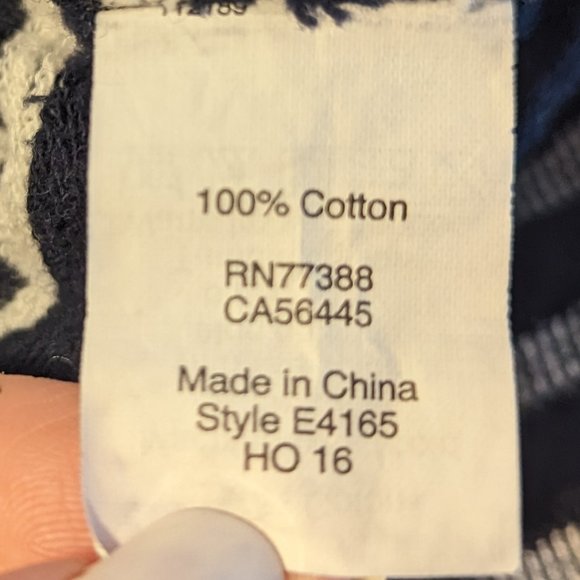 100% Cotton
RN77388
CA56445
Made in China
Style E4165
HO 16